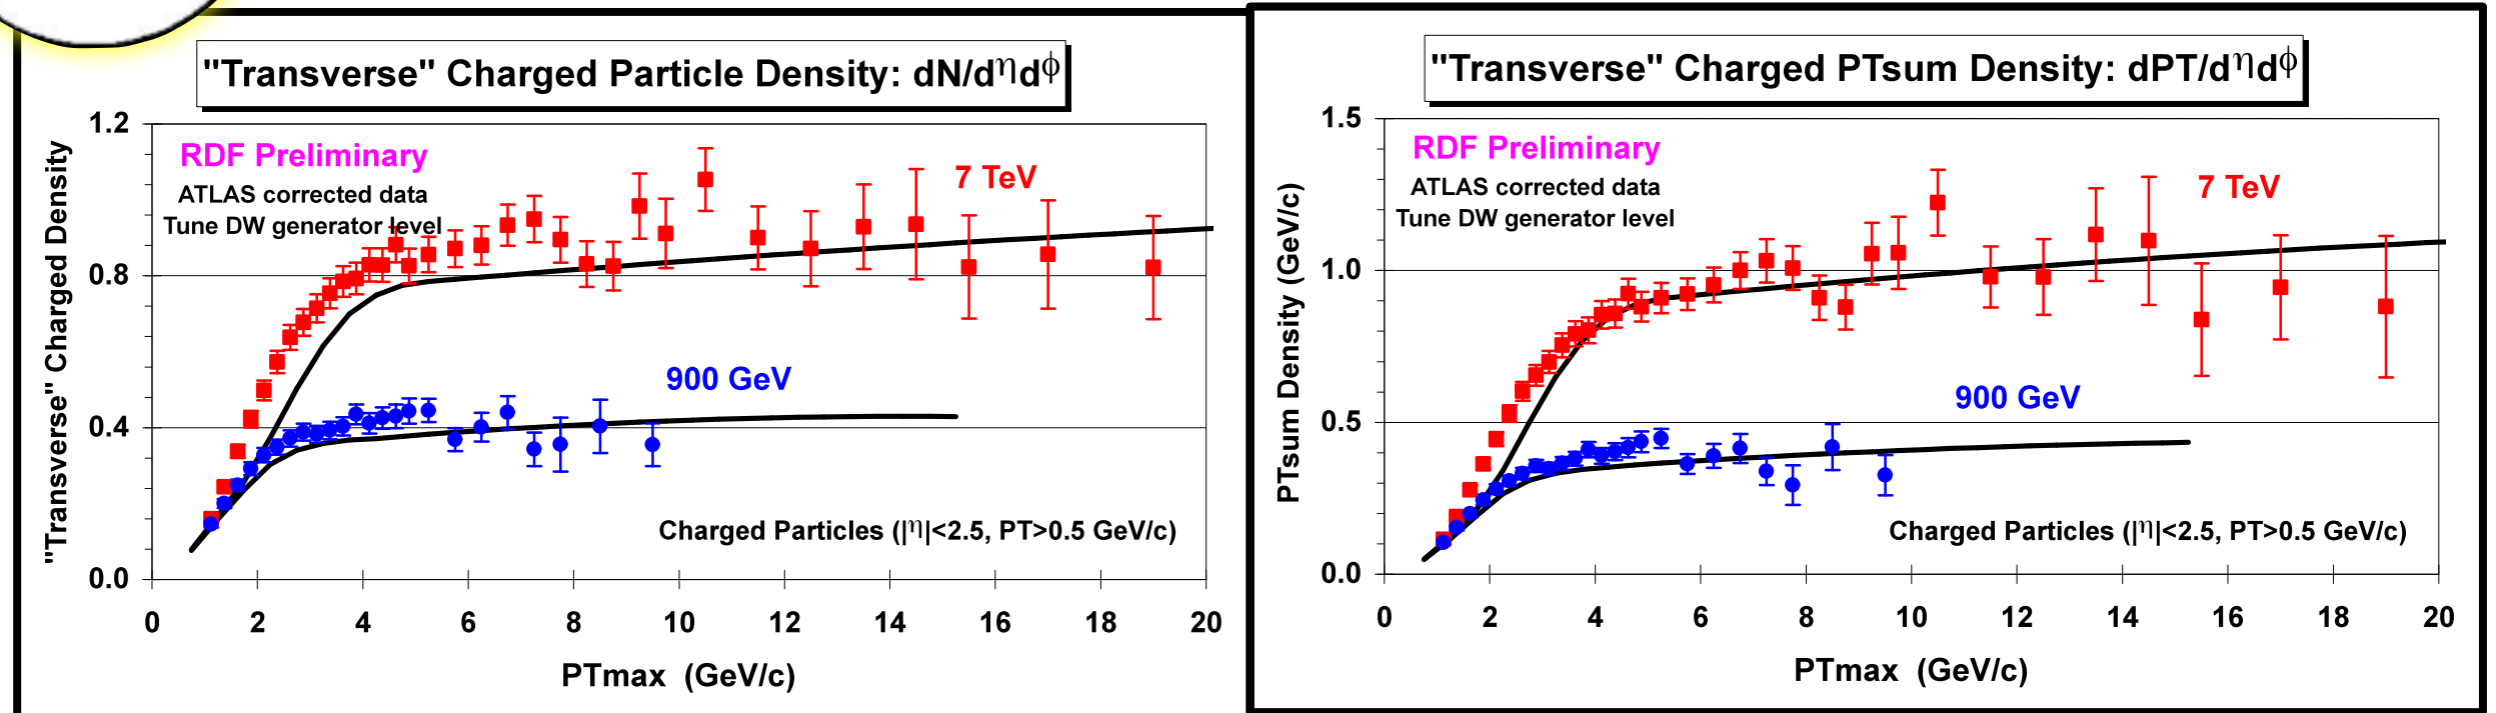 "Transverse" Charged Particle Density: dN/dηdϕ
1.2
0.8
0.4
0.0
"Transverse" Charged Density
RDF Preliminary
ATLAS corrected data
Tune DW generator level
7 TeV
900 GeV
Charged Particles (|η|<2.5, PT>0.5 GeV/c)
0 2 4 6 8 10 12 14 16 18 20
PTmax (GeV/c)
"Transverse" Charged PTsum Density: dPT/dηdϕ
1.5
1.0
0.5
0.0
PTsum Density (GeV/c)
RDF Preliminary
ATLAS corrected data
Tune DW generator level
7 TeV
900 GeV
Charged Particles (|η|<2.5, PT>0.5 GeV/c)
0 2 4 6 8 10 12 14 16 18 20
PTmax (GeV/c)